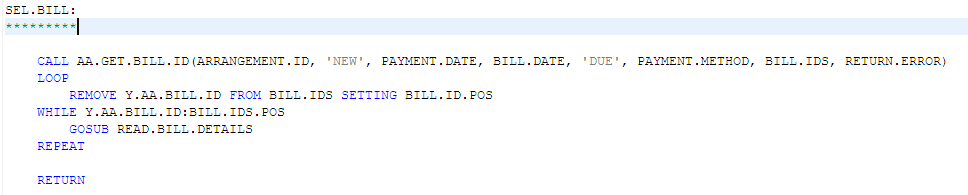 SEL.BILL:
*********
CALL AA.GET.BILL.ID(ARRANGEMENT.ID, 'NEW', PAYMENT.DATE, BILL.DATE, 'DUE', PAYMENT.METHOD, BILL.IDS, RETURN.ERROR)
LOOP
REMOVE Y.AA.BILL.ID FROM BILL.IDS SETTING BILL.ID.POS
WHILE Y.AA.BILL.ID:BILL.IDS.POS
GOSUB READ.BILL.DETAILS
REPEAT
RETURN